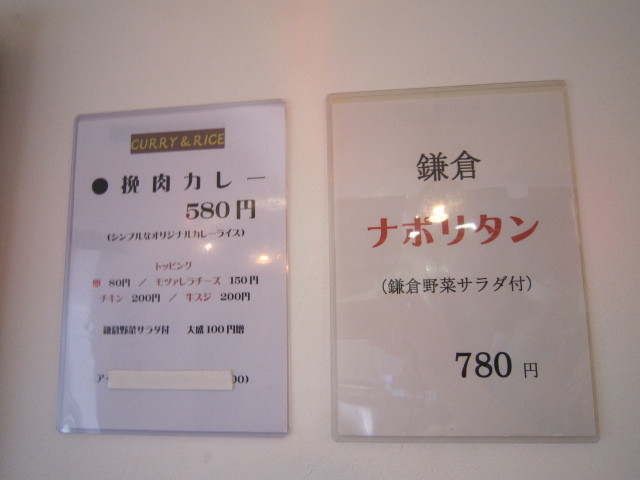 CURRY & RICE
● 挽肉カレー
580円
(シンプルなオリジナルカレーライス)
トッピング
卵 80円 / モツァレラチーズ 150円
チキン 200円 / 牛スジ 200円
鎌倉野菜サラダ付 大盛100円増
鎌倉
ナポリタン
(鎌倉野菜サラダ付)
780 円